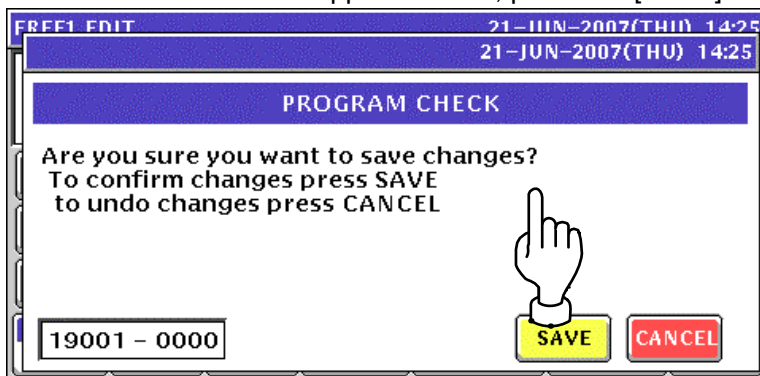 FREE1 EDIT 21-JUN-2007(THU) 14:25
21-JUN-2007(THU) 14:25
PROGRAM CHECK
Are you sure you want to save changes?
To confirm changes press SAVE
to undo changes press CANCEL
19001 - 0000
SAVE CANCEL